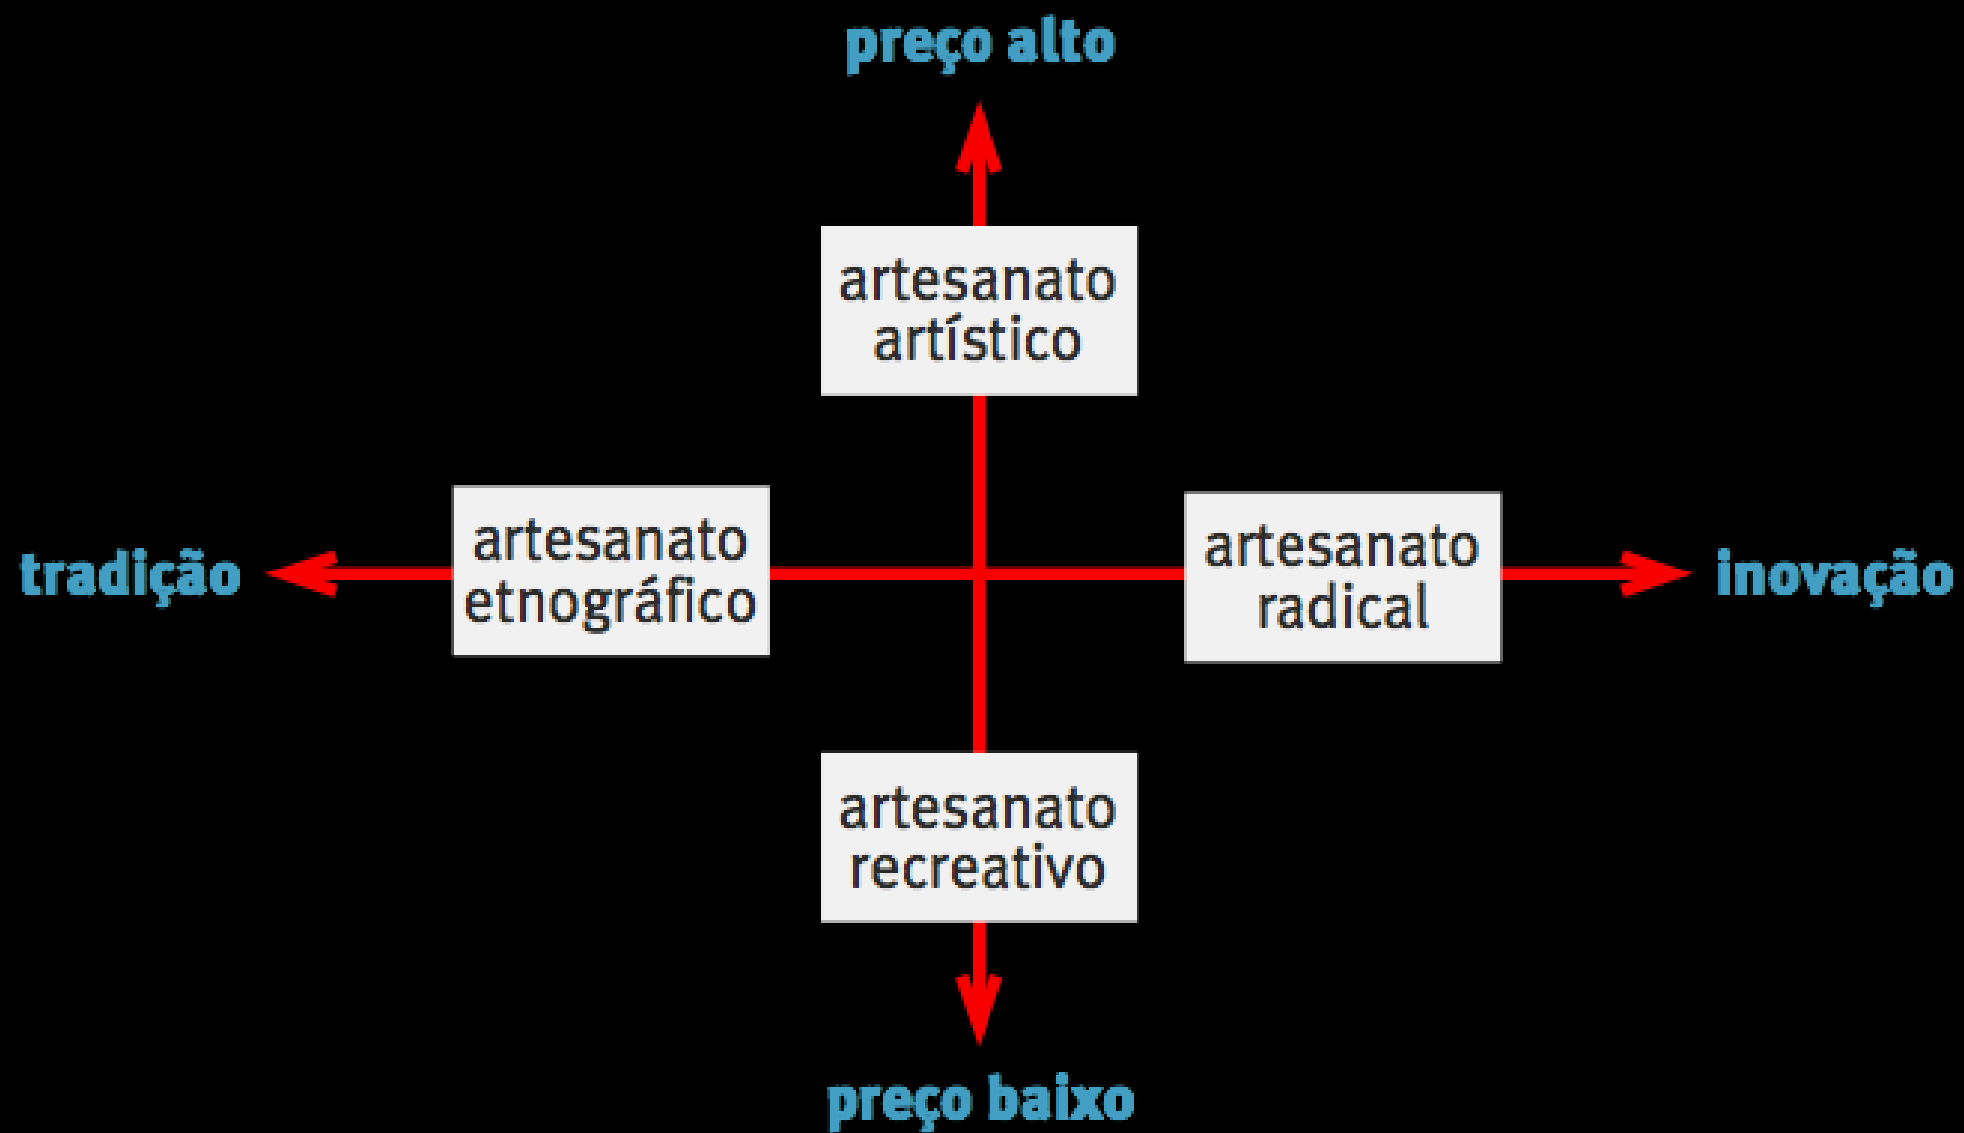 preço alto
artesanato
artístico
tradição
artesanato
etnográfico
artesanato
radical
inovação
artesanato
recreativo
preço baixo